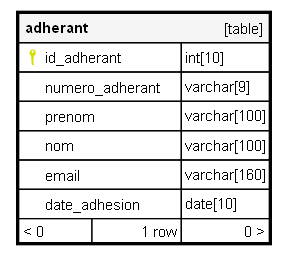 adherant [table]
id_adherant int[10]
numero_adherant varchar[9]
prenom varchar[100]
nom varchar[100]
email varchar[160]
date_adhesion date[10]
< 0 1 row 0 >